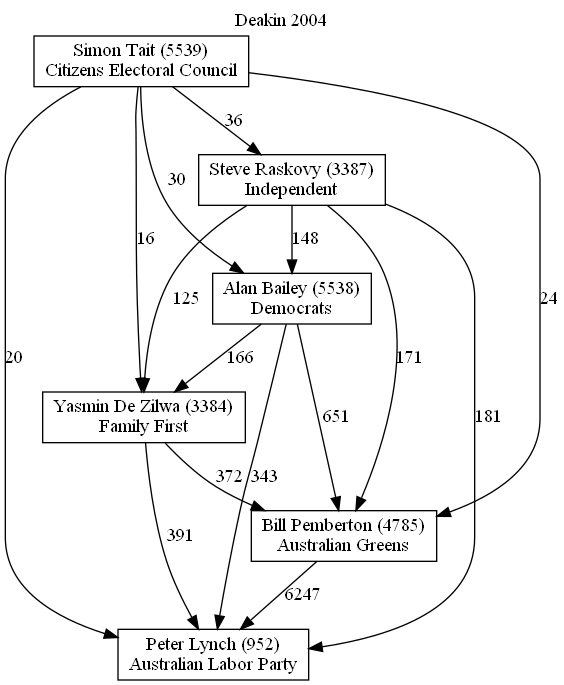 Deakin 2004
Simon Tait (5539)
Citizens Electoral Council
36
Steve Raskovy (3387)
Independent
30
16
148
24
Alan Bailey (5538)
Democrats
125
20
166
171
Yasmin De Zilwa (3384)
Family First
651
181
372
343
Bill Pemberton (4785)
Australian Greens
391
6247
Peter Lynch (952)
Australian Labor Party